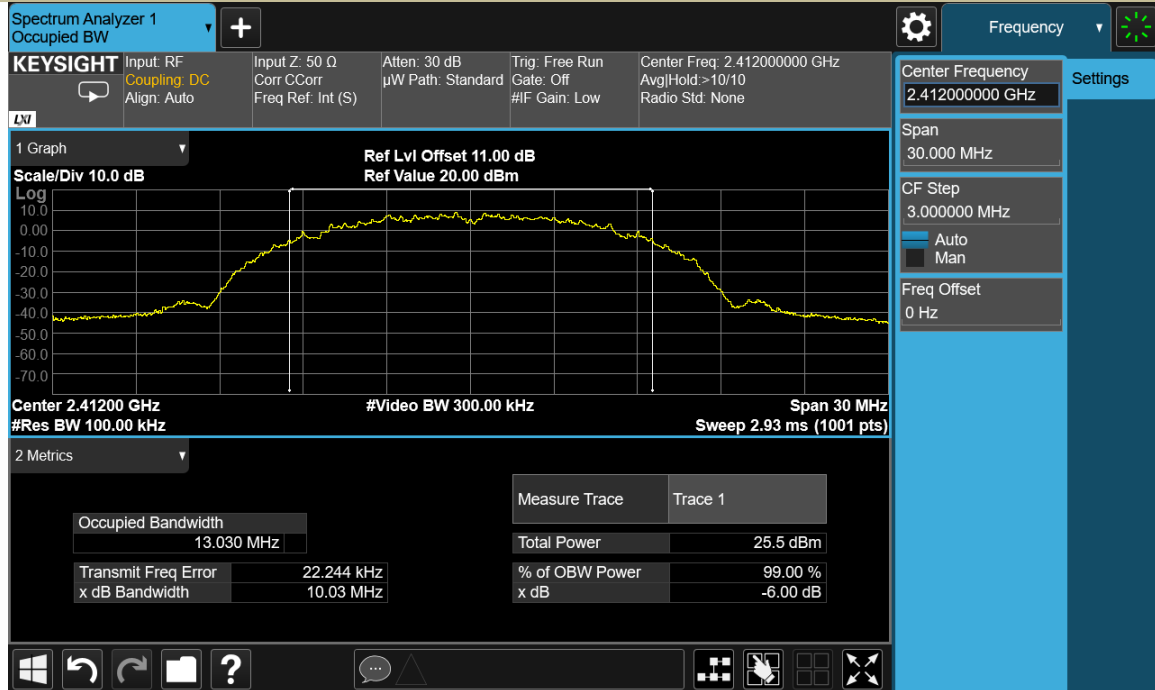 Spectrum Analyzer 1
Occupied BW
Frequency
KEYSIGHT
LXI
Input: RF
Coupling: DC
Align: Auto
Input Z: 50 Ω
Corr CCorr
Freq Ref: Int (S)
Atten: 30 dB
µW Path: Standard
Trig: Free Run
Gate: Off
#IF Gain: Low
Center Freq: 2.412000000 GHz
Avg|Hold:>10/10
Radio Std: None
Center Frequency
2.412000000 GHz
Settings
Span
30.000 MHz
CF Step
3.000000 MHz
Auto
Man
Freq Offset
0 Hz
1 Graph
Ref Lvl Offset 11.00 dB
Scale/Div 10.0 dB
Ref Value 20.00 dBm
Log
10.0
0.00
-10.0
-20.0
-30.0
-40.0
-50.0
-60.0
-70.0
Center 2.41200 GHz
#Video BW 300.00 kHz
Span 30 MHz
#Res BW 100.00 kHz
Sweep 2.93 ms (1001 pts)
2 Metrics
Occupied Bandwidth
13.030 MHz
Transmit Freq Error 22.244 kHz
x dB Bandwidth 10.03 MHz
Measure Trace Trace 1
Total Power 25.5 dBm
% of OBW Power 99.00 %
x dB -6.00 dB
?